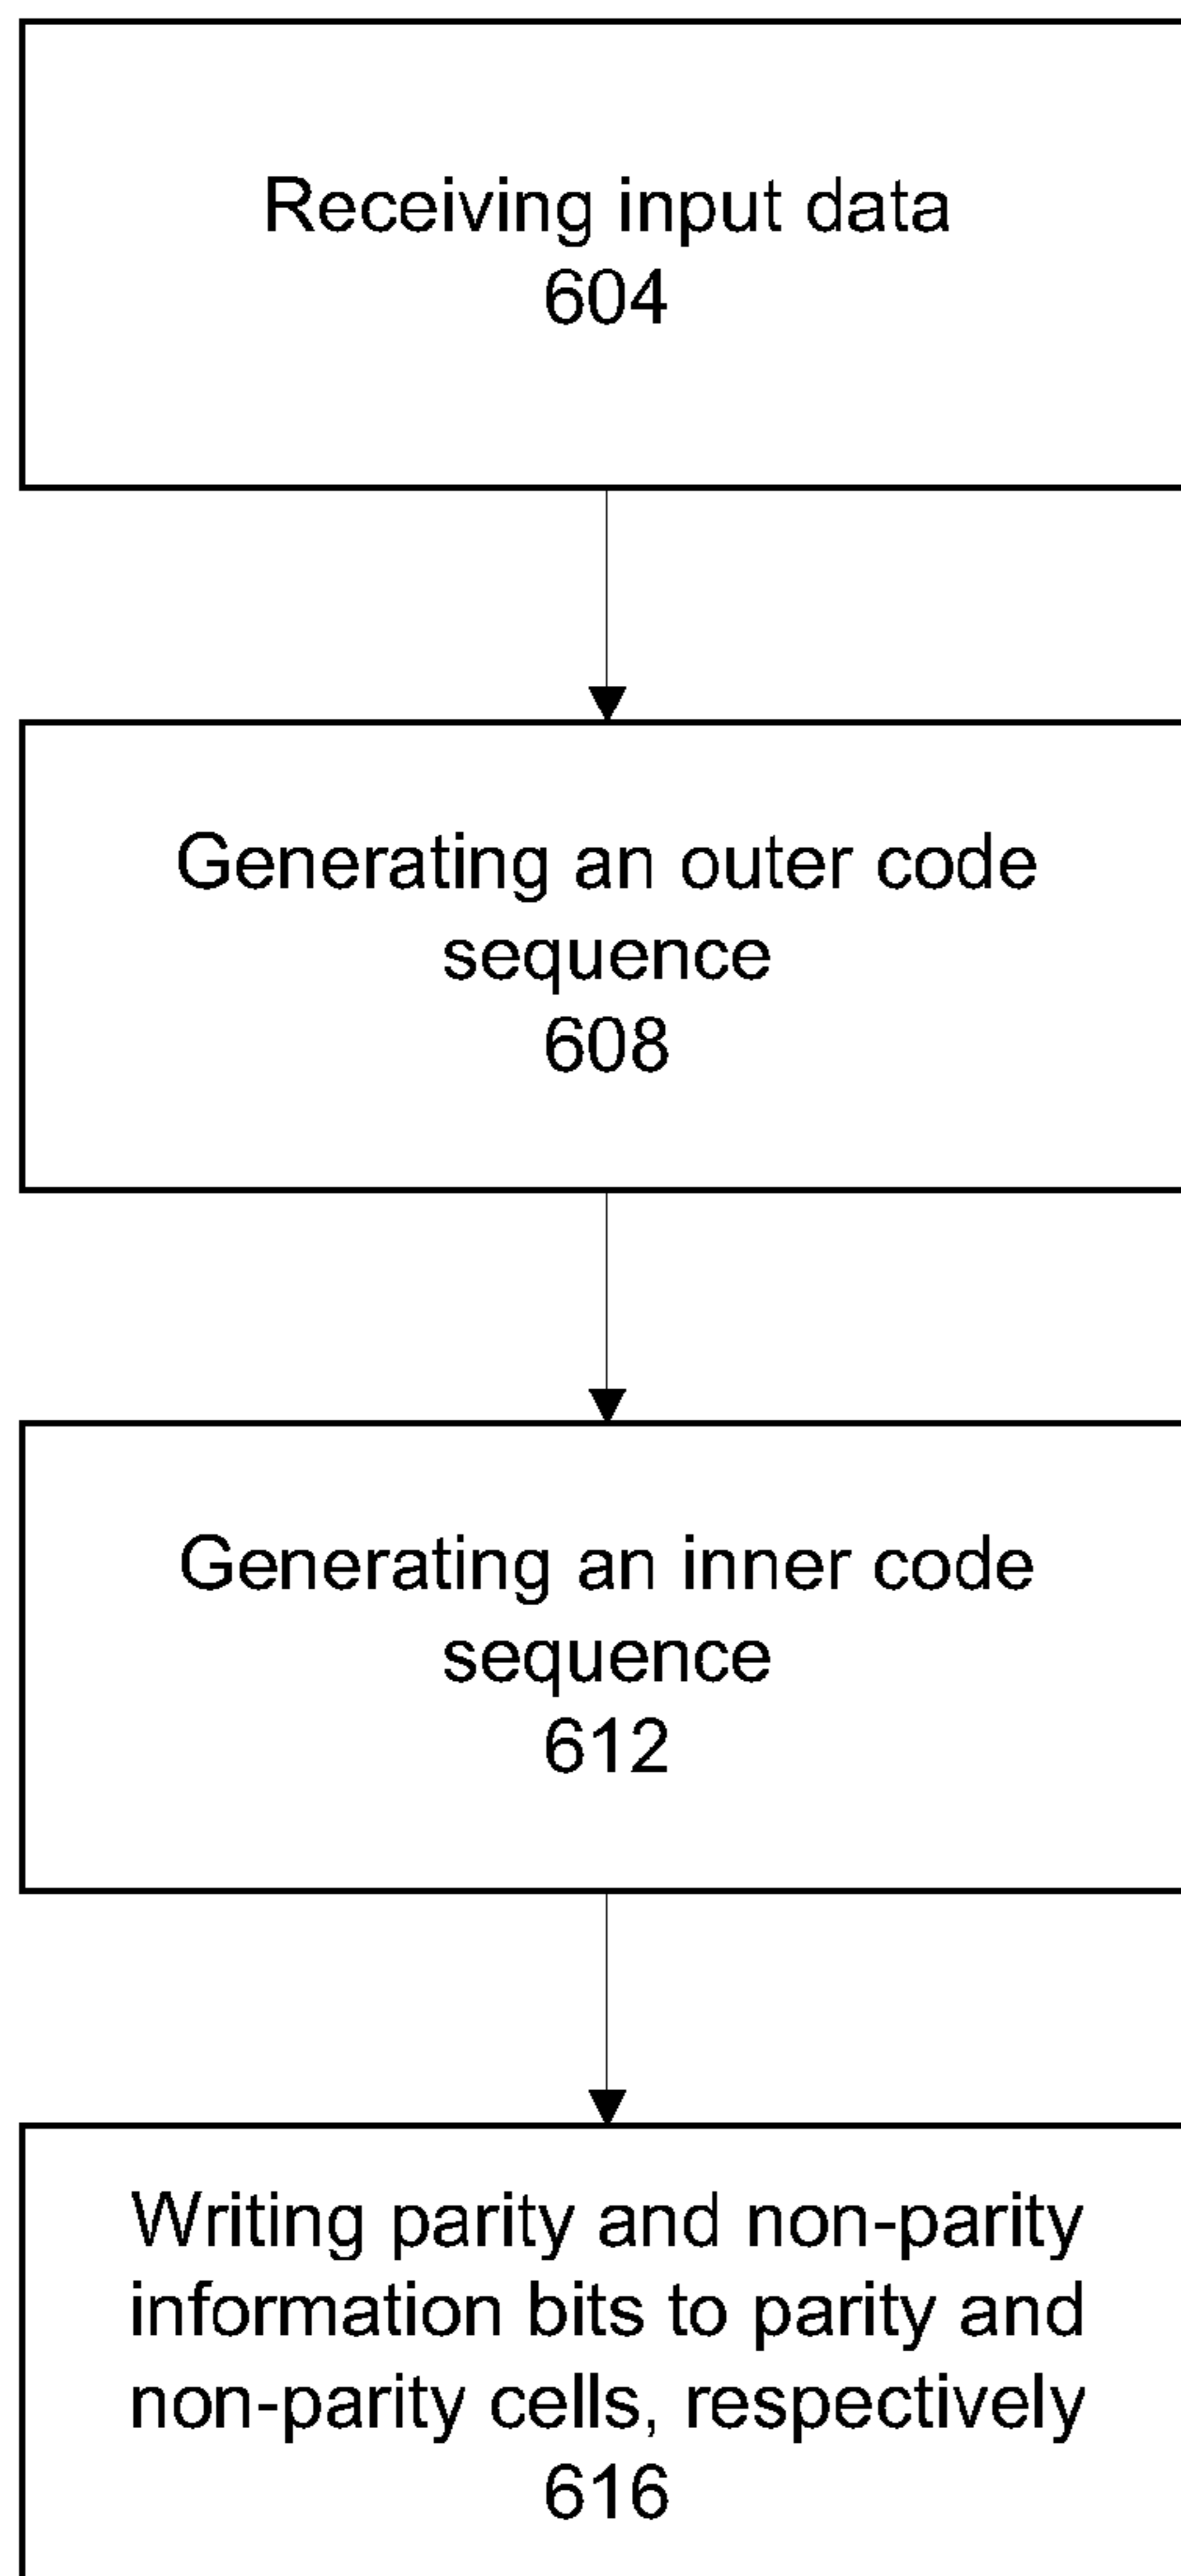 Receiving input data
604
Generating an outer code
sequence
608
Generating an inner code
sequence
612
Writing parity and non-parity
information bits to parity and
non-parity cells, respectively
616